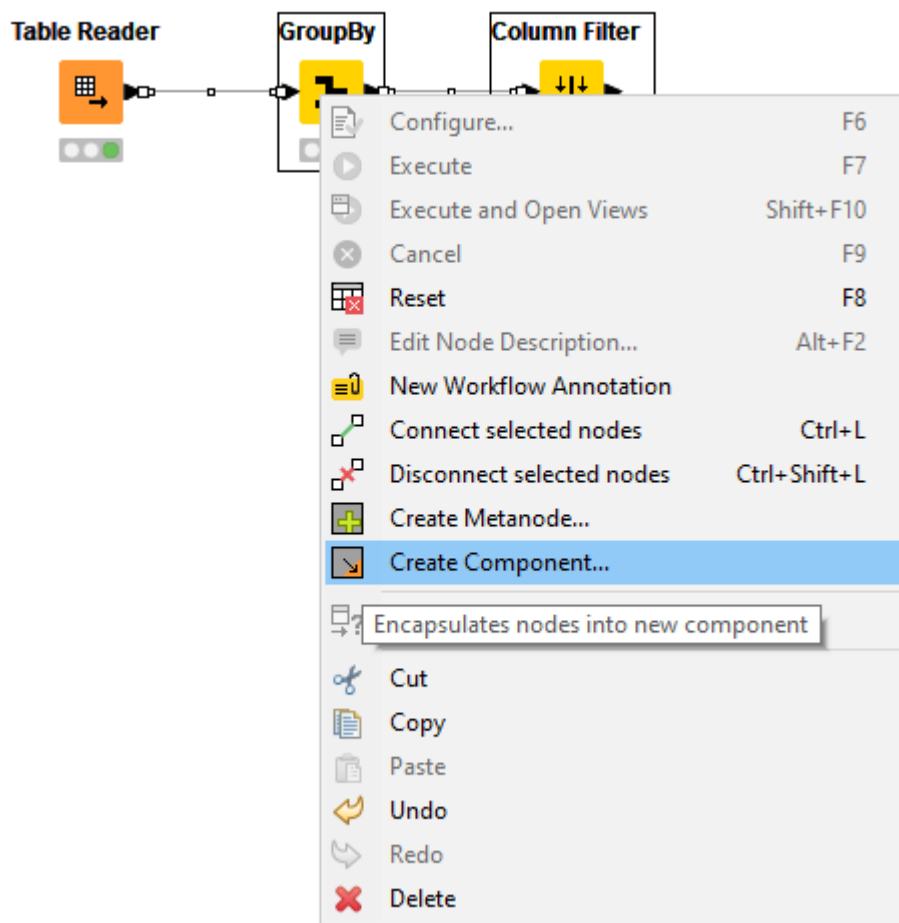 Table Reader
GroupBy
Column Filter
Configure... F6
Execute F7
Execute and Open Views Shift+F10
Cancel F9
Reset F8
Edit Node Description... Alt+F2
New Workflow Annotation
Connect selected nodes Ctrl+L
Disconnect selected nodes Ctrl+Shift+L
Create Metanode...
Create Component...
Encapsulates nodes into new component
Cut
Copy
Paste
Undo
Redo
Delete